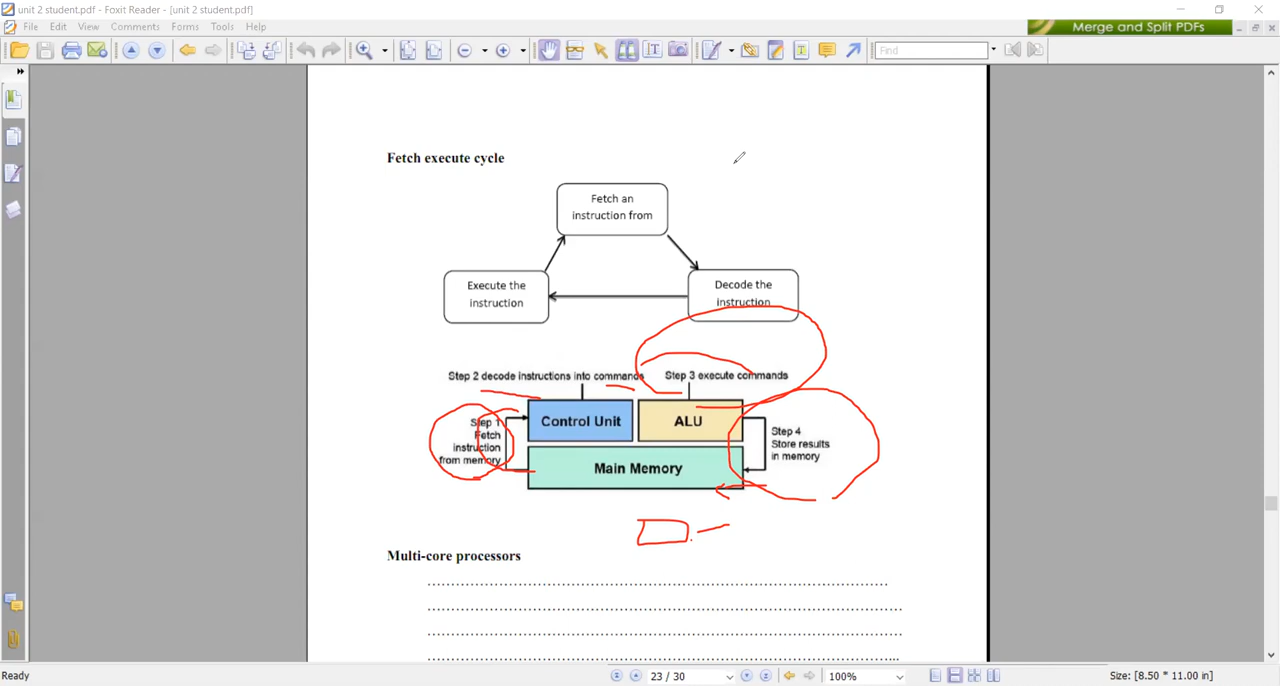 unit 2 student.pdf - Foxit Reader - [unit 2 student.pdf]
File Edit View Comments Forms Tools Help
Merge and Split PDFs
Find
Fetch execute cycle
Fetch an
instruction from
Execute the
instruction
Decode the
instruction
Step 2 decode instructions into commands
Step 3 execute commands
Step 1
Fetch
instruction
from memory
Control Unit
ALU
Step 4
Store results
in memory
Main Memory
Multi-core processors
Ready
23 / 30
100%
Size: [8.50 * 11.00 in]